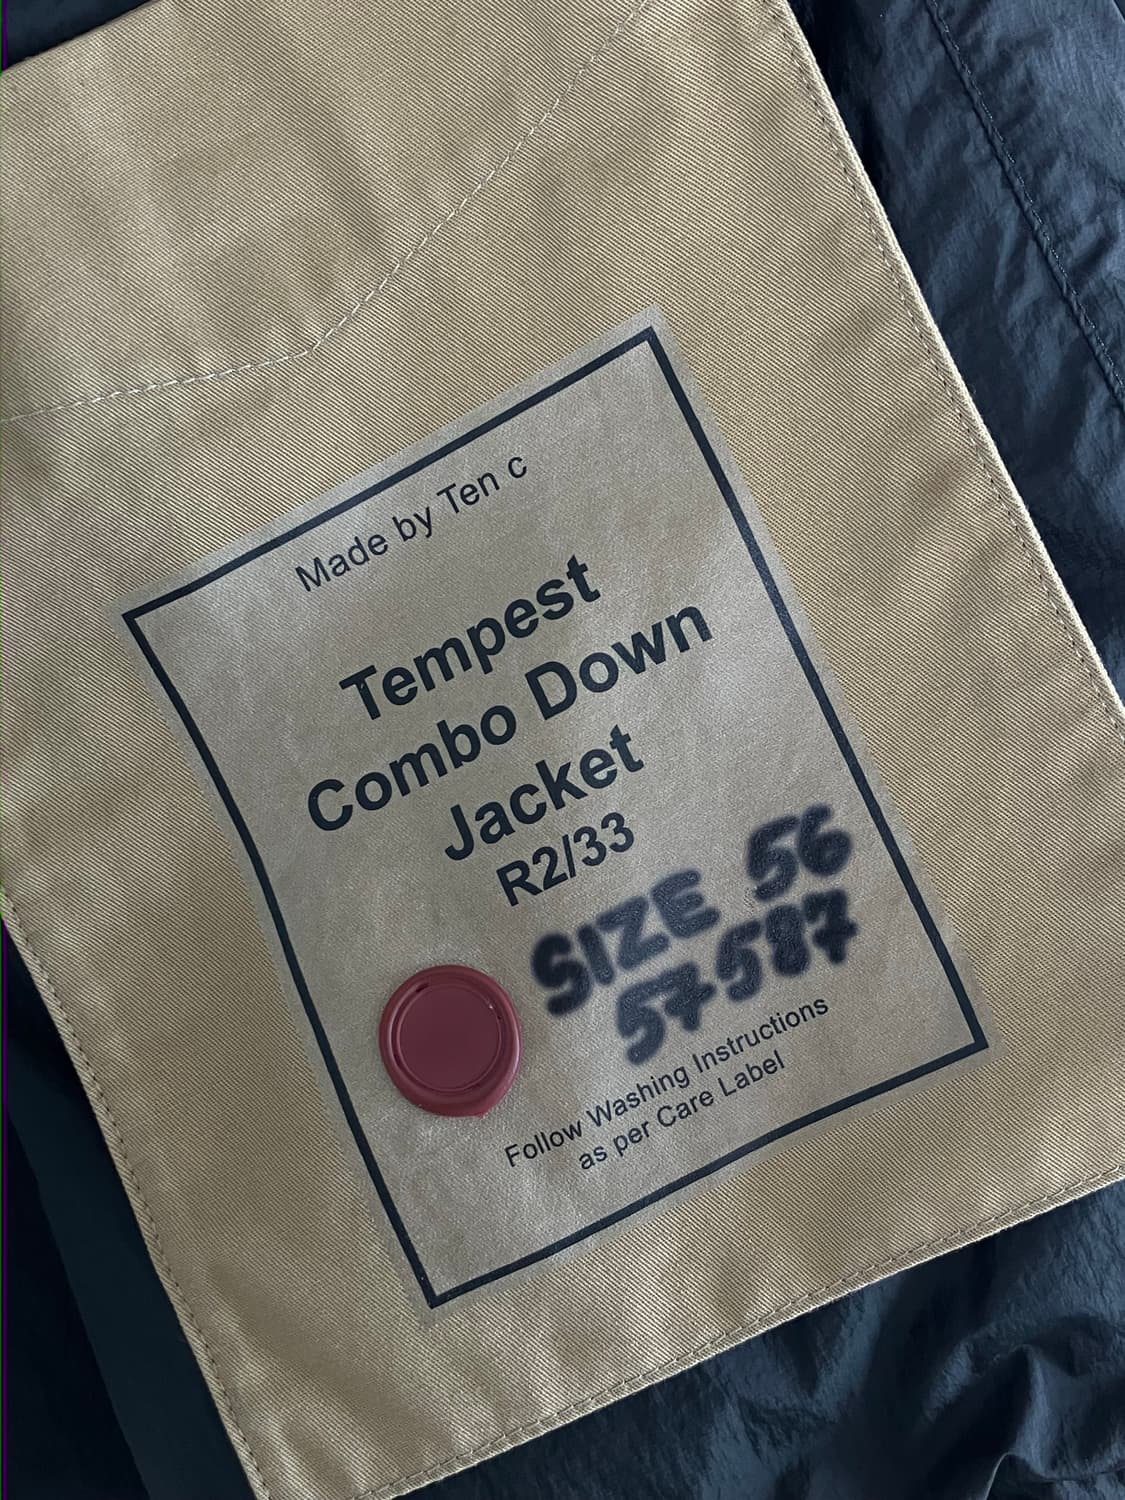 Made by Ten c
Tempest
Combo Down
Jacket
R2/33
SIZE 56
57587
Follow Washing Instructions
as per Care Label